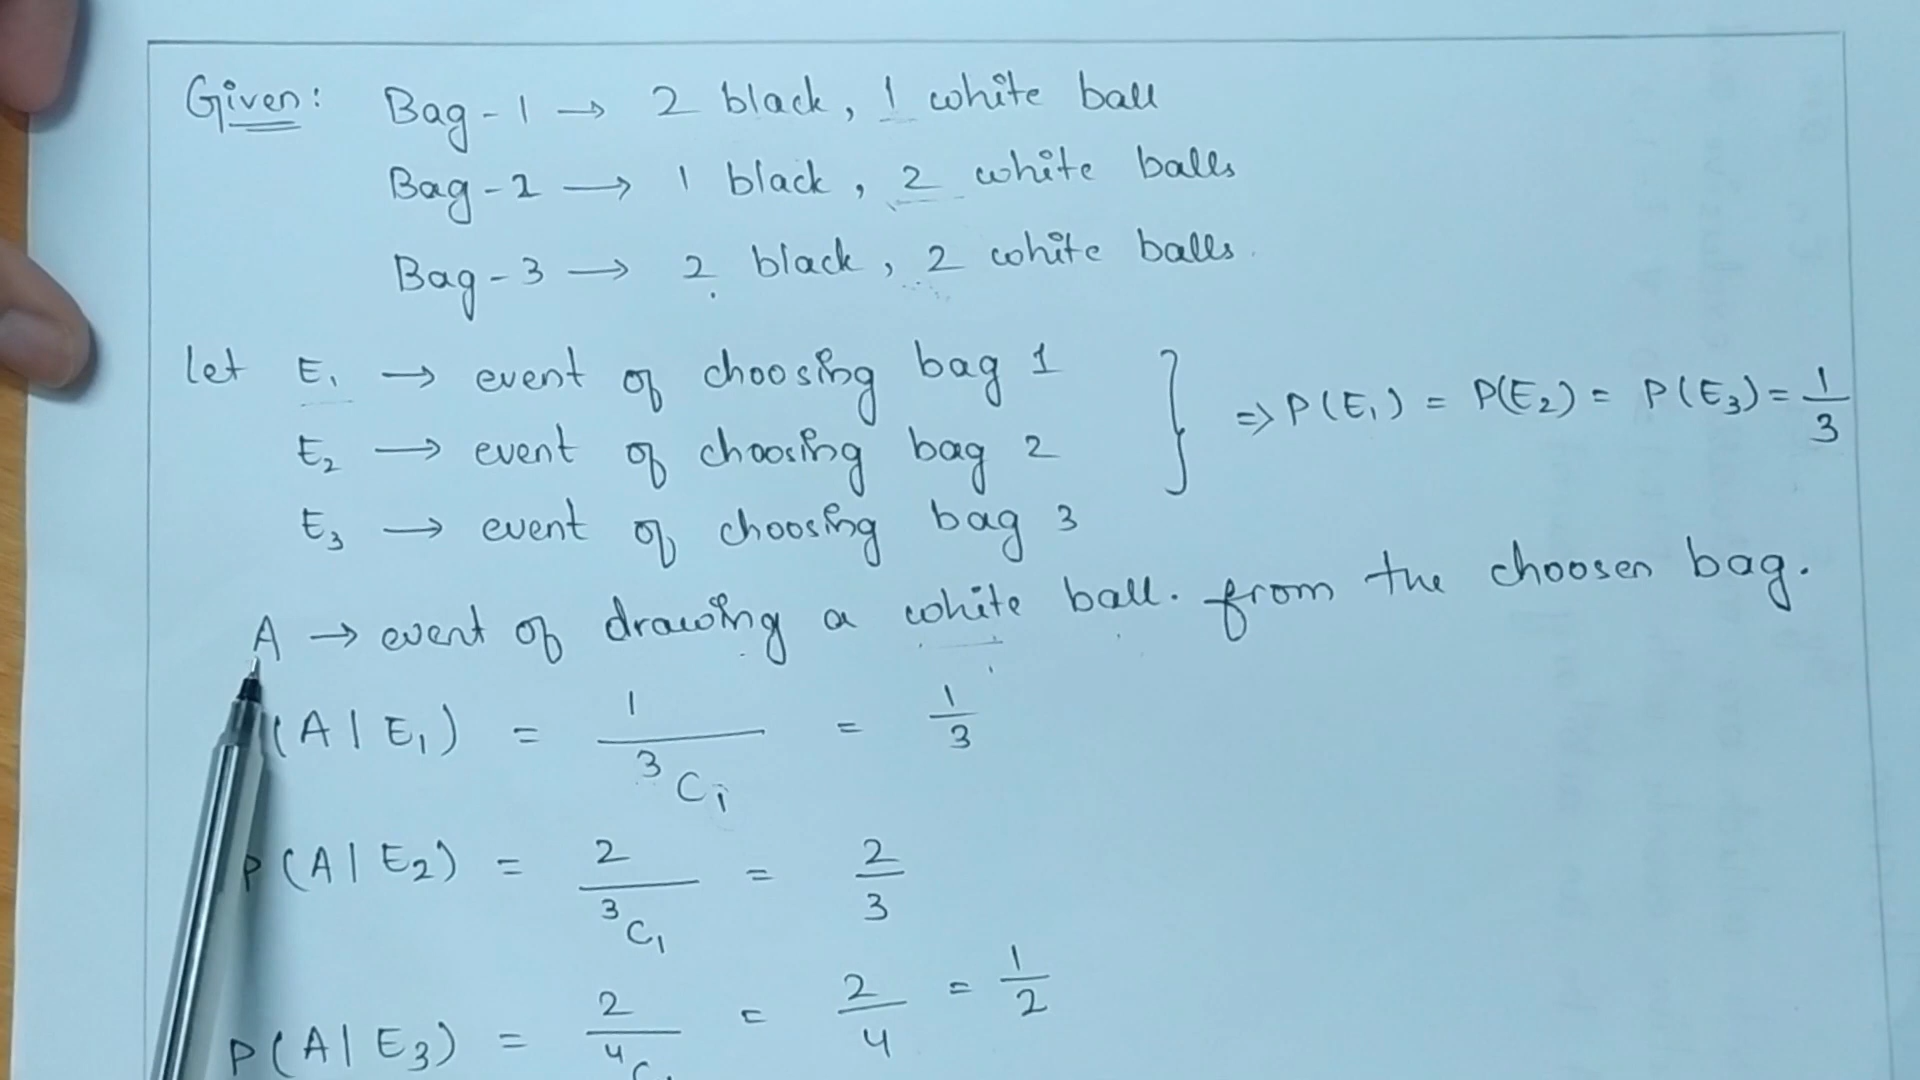 Given: Bag-1 → 2 black, 1 white ball
Bag-2 → 1 black, 2 white balls
Bag-3 → 2 black, 2 white balls.
let E₁ → event of choosing bag 1
E₂ → event of choosing bag 2
E₃ → event of choosing bag 3
} ⇒ P(E₁) = P(E₂) = P(E₃) = 1/3
A → event of drawing a white ball. from the choosen bag.
(A | E₁) = 1/³C₁ = 1/3
P(A | E₂) = 2/³C₁ = 2/3
P(A | E₃) = 2/⁴C = 2/4 = 1/2